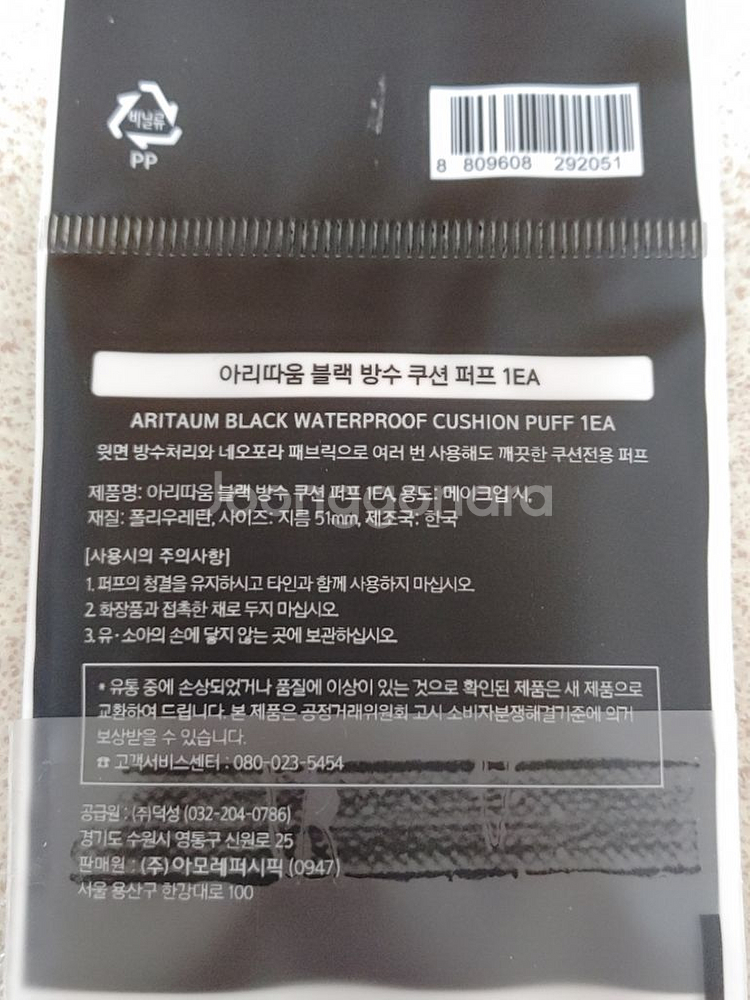 비닐류
PP
8 809608 292051
아리따움 블랙 방수 쿠션 퍼프 1EA
ARITAUM BLACK WATERPROOF CUSHION PUFF 1EA
윗면 방수처리와 네오포라 패브릭으로 여러 번 사용해도 깨끗한 쿠션전용 퍼프
제품명: 아리따움 블랙 방수 쿠션 퍼프 1EA, 용도: 메이크업 시,
재질: 폴리우레탄, 사이즈: 지름 51mm, 제조국: 한국
Joonggonara
[사용시의 주의사항]
1. 퍼프의 청결을 유지하시고 타인과 함께 사용하지 마십시오.
2. 화장품과 접촉한 채로 두지 마십시오.
3. 유·소아의 손에 닿지 않는 곳에 보관하십시오.
* 유통 중에 손상되었거나 품질에 이상이 있는 것으로 확인된 제품은 새 제품으로
교환하여 드립니다. 본 제품은 공정거래위원회 고시 소비자분쟁해결기준에 의거
보상받을 수 있습니다.
☎ 고객서비스센터 : 080-023-5454
공급원 : (주)덕성 (032-204-0786)
경기도 수원시 영통구 신원로 25
판매원 : (주)아모레퍼시픽 (0947)
서울 용산구 한강대로 100